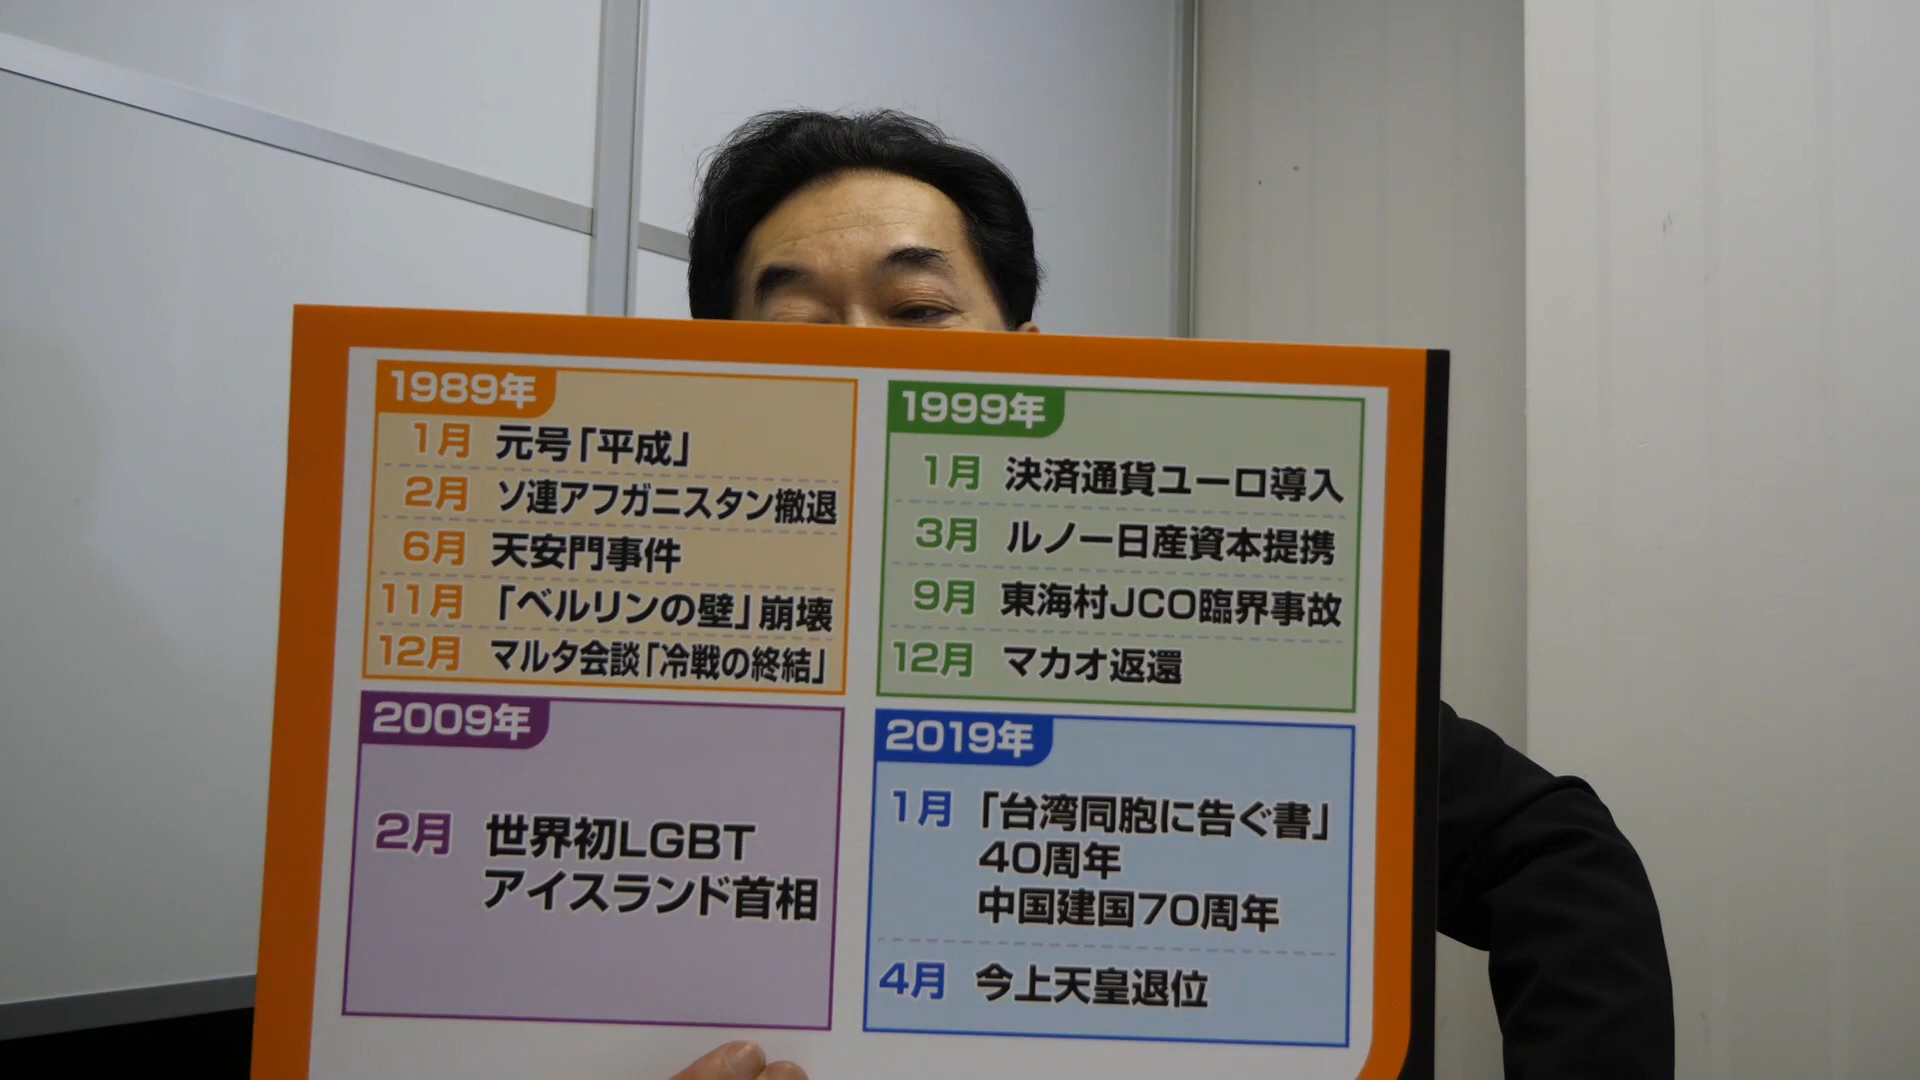 1989年
1月 元号「平成」
2月 ソ連アフガニスタン撤退
6月 天安門事件
11月 「ベルリンの壁」崩壊
12月 マルタ会談「冷戦の終結」
1999年
1月 決済通貨ユーロ導入
3月 ルノー日産資本提携
9月 東海村JCO臨界事故
12月 マカオ返還
2009年
2月 世界初LGBT
アイスランド首相
2019年
1月 「台湾同胞に告ぐ書」
40周年
中国建国70周年
4月 今上天皇退位